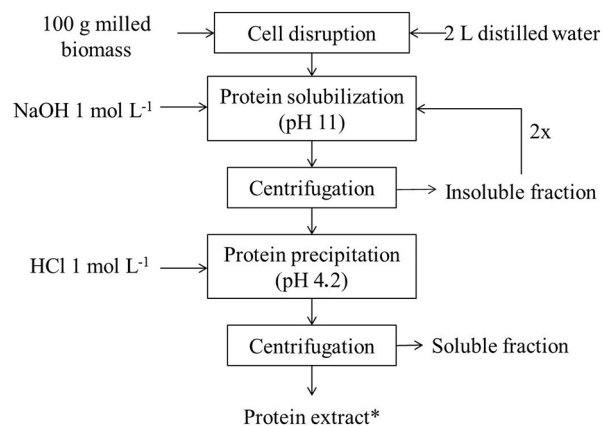 100 g milled
biomass
Cell disruption
2 L distilled water
NaOH 1 mol L-1
Protein solubilization
(pH 11)
2x
Centrifugation
Insoluble fraction
HCl 1 mol L-1
Protein precipitation
(pH 4.2)
Centrifugation
Soluble fraction
Protein extract*